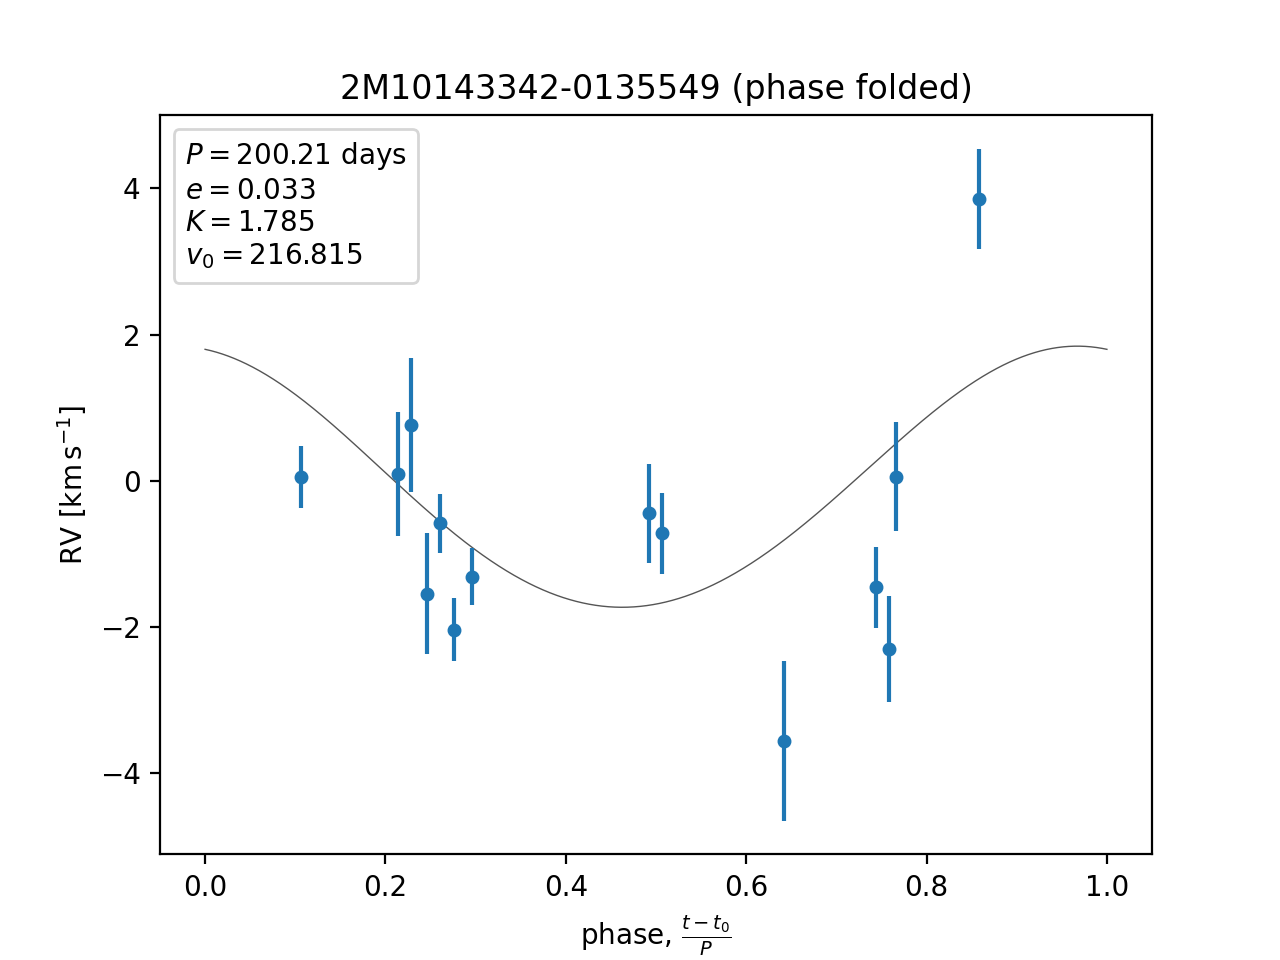 2M10143342-0135549 (phase folded)
P = 200.21 days
e = 0.033
K = 1.785
v₀ = 216.815
4
2
0
−2
−4
RV [km s⁻¹]
0.0 0.2 0.4 0.6 0.8 1.0
phase, (t − t₀)/P